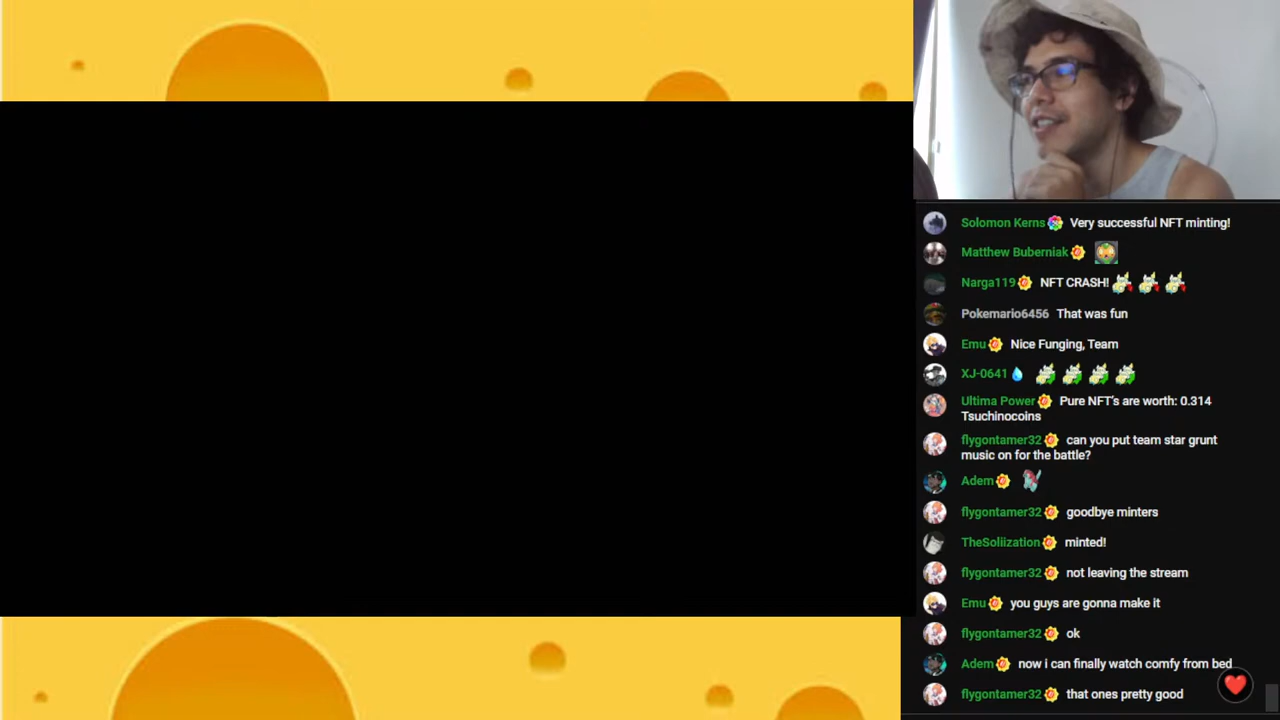 Solomon Kerns Very successful NFT minting!
Matthew Buberniak
Narga119 NFT CRASH!
Pokemario6456 That was fun
Emu Nice Funging, Team
XJ-0641
Ultima Power Pure NFT's are worth: 0.314
Tsuchinocoins
flygontamer32 can you put team star grunt
music on for the battle?
Adem
flygontamer32 goodbye minters
TheSoliization minted!
flygontamer32 not leaving the stream
Emu you guys are gonna make it
flygontamer32 ok
Adem now i can finally watch comfy from bed
flygontamer32 that ones pretty good